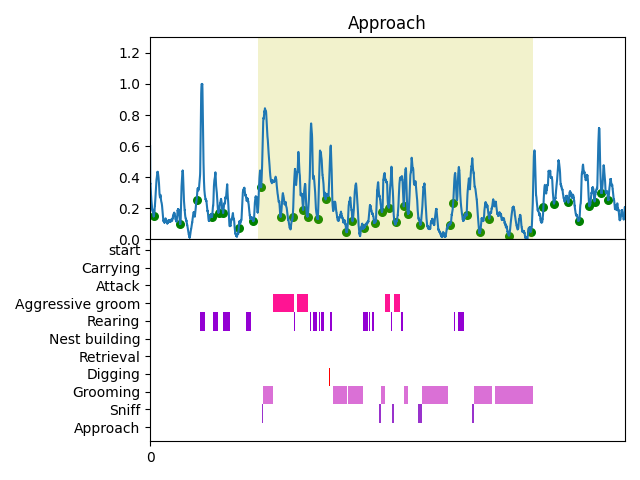 Approach
1.2
1.0
0.8
0.6
0.4
0.2
0.0
start
Carrying
Attack
Aggressive groom
Rearing
Nest building
Retrieval
Digging
Grooming
Sniff
Approach
0